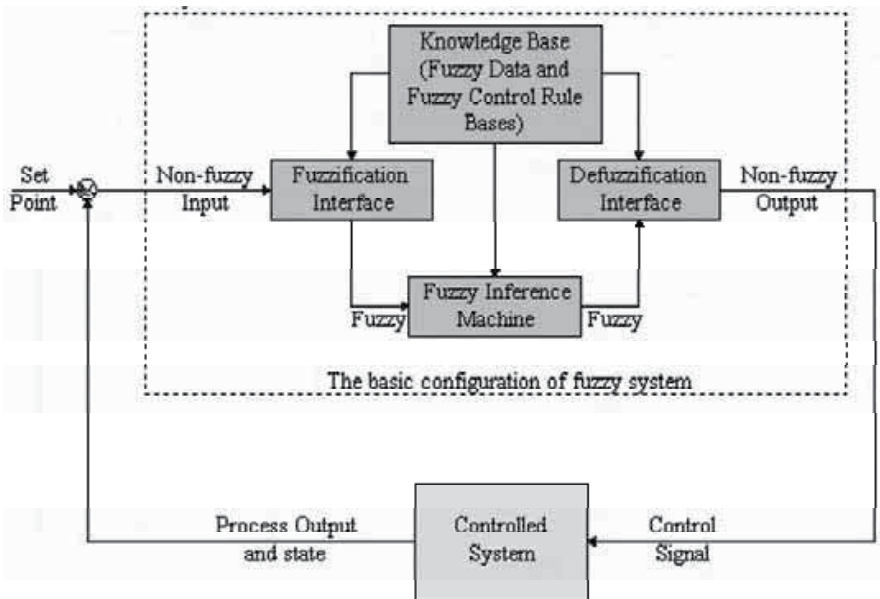 Knowledge Base
(Fuzzy Data and
Fuzzy Control Rule
Bases)
Set
Point
Non-fuzzy
Input
Fuzzification
Interface
Defuzzification
Interface
Non-fuzzy
Output
Fuzzy
Fuzzy Inference
Machine
Fuzzy
The basic configuration of fuzzy system
Process Output
and state
Controlled
System
Control
Signal